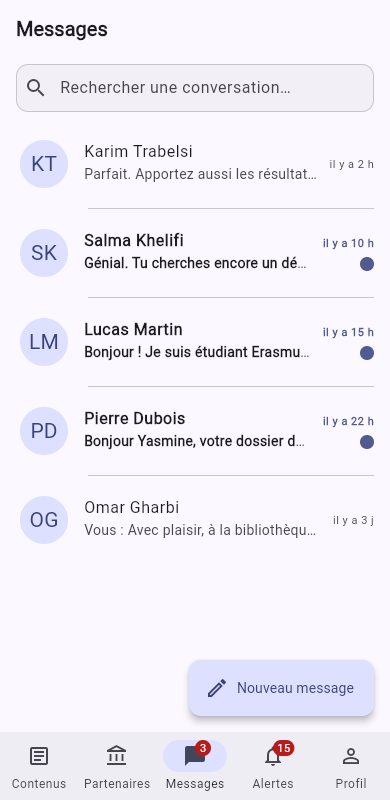 Messages
Rechercher une conversation...
KT
Karim Trabelsi
Parfait. Apportez aussi les résultat...
il y a 2 h
SK
Salma Khelifi
il y a 10 h
Génial. Tu cherches encore un dé...
LM
Lucas Martin
il y a 15 h
Bonjour ! Je suis étudiant Erasmu...
PD
Pierre Dubois
il y a 22 h
Bonjour Yasmine, votre dossier d...
OG
Omar Gharbi
Vous : Avec plaisir, à la bibliothèqu...
il y a 3 j
Nouveau message
3
15
Contenus
Partenaires
Messages
Alertes
Profil